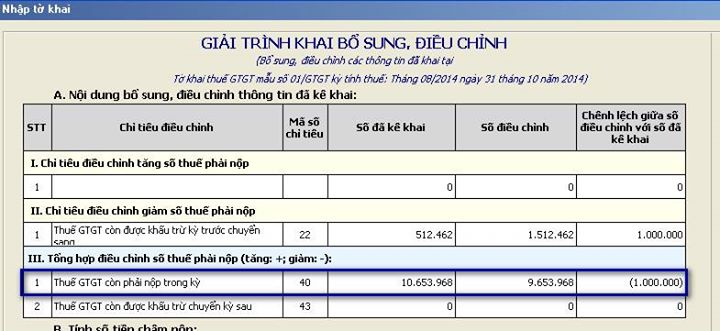 Nhập tờ khai
GIẢI TRÌNH KHAI BỔ SUNG, ĐIỀU CHỈNH
(Bổ sung, điều chỉnh các thông tin đã khai tại
Tờ khai thuế GTGT mẫu số 01/GTGT kỳ tính thuế: Tháng 08/2014 ngày 31 tháng 10 năm 2014)
A. Nội dung bổ sung, điều chỉnh thông tin đã kê khai:
STT Chỉ tiêu điều chỉnh Mã số chỉ tiêu Số đã kê khai Số điều chỉnh Chênh lệch giữa số điều chỉnh với số đã kê khai
I. Chỉ tiêu điều chỉnh tăng số thuế phải nộp
1 0 0 0
II. Chỉ tiêu điều chỉnh giảm số thuế phải nộp
1 Thuế GTGT còn được khấu trừ kỳ trước chuyển sang 22 512.462 1.512.462 1.000.000
III. Tổng hợp điều chỉnh số thuế phải nộp (tăng: +; giảm: -):
1 Thuế GTGT còn phải nộp trong kỳ 40 10.653.968 9.653.968 (1.000.000)
2 Thuế GTGT còn được khấu trừ chuyển kỳ sau 43 0 0 0
B. Tính số tiền chậm nộp: